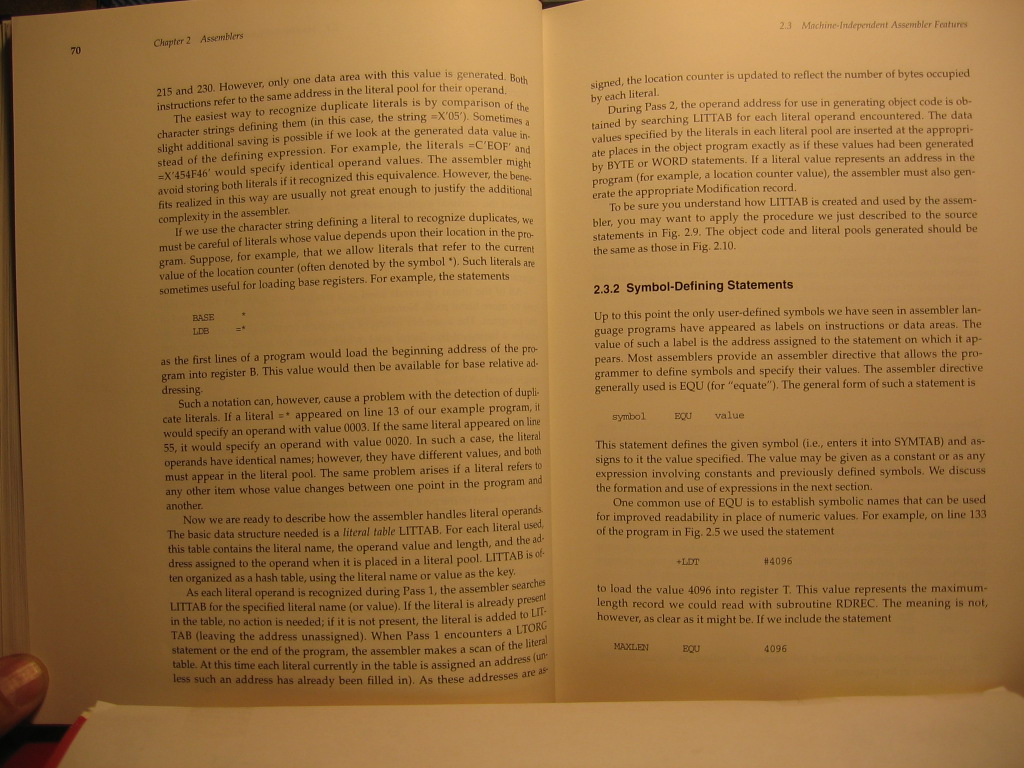 70
Chapter 2 Assemblers
215 and 230. However, only one data area with this value is generated. Both
instructions refer to the same address in the literal pool for their operand.
The easiest way to recognize duplicate literals is by comparison of the
character strings defining them (in this case, the string =X'05'). Sometimes a
slight additional saving is possible if we look at the generated data value in-
stead of the defining expression. For example, the literals =C'EOF' and
=X'454F46' would specify identical operand values. The assembler might
avoid storing both literals if it recognized this equivalence. However, the bene-
fits realized in this way are usually not great enough to justify the additional
complexity in the assembler.
If we use the character string defining a literal to recognize duplicates, we
must be careful of literals whose value depends upon their location in the pro-
gram. Suppose, for example, that we allow literals that refer to the current
value of the location counter (often denoted by the symbol *). Such literals are
sometimes useful for loading base registers. For example, the statements
BASE *
LDB =*
as the first lines of a program would load the beginning address of the pro-
gram into register B. This value would then be available for base relative ad-
dressing.
Such a notation can, however, cause a problem with the detection of dupli-
cate literals. If a literal =* appeared on line 13 of our example program, it
would specify an operand with value 0003. If the same literal appeared on line
55, it would specify an operand with value 0020. In such a case, the literal
operands have identical names; however, they have different values, and both
must appear in the literal pool. The same problem arises if a literal refers to
any other item whose value changes between one point in the program and
another.
Now we are ready to describe how the assembler handles literal operands.
The basic data structure needed is a literal table LITTAB. For each literal used,
this table contains the literal name, the operand value and length, and the ad-
dress assigned to the operand when it is placed in a literal pool. LITTAB is of-
ten organized as a hash table, using the literal name or value as the key.
As each literal operand is recognized during Pass 1, the assembler searches
LITTAB for the specified literal name (or value). If the literal is already present
in the table, no action is needed; if it is not present, the literal is added to LIT-
TAB (leaving the address unassigned). When Pass 1 encounters a LTORG
statement or the end of the program, the assembler makes a scan of the literal
table. At this time each literal currently in the table is assigned an address (un-
less such an address has already been filled in). As these addresses are as-
2.3 Machine-Independent Assembler Features
signed, the location counter is updated to reflect the number of bytes occupied
by each literal.
During Pass 2, the operand address for use in generating object code is ob-
tained by searching LITTAB for each literal operand encountered. The data
values specified by the literals in each literal pool are inserted at the appropri-
ate places in the object program exactly as if these values had been generated
by BYTE or WORD statements. If a literal value represents an address in the
program (for example, a location counter value), the assembler must also gen-
erate the appropriate Modification record.
To be sure you understand how LITTAB is created and used by the assem-
bler, you may want to apply the procedure we just described to the source
statements in Fig. 2.9. The object code and literal pools generated should be
the same as those in Fig. 2.10.
2.3.2 Symbol-Defining Statements
Up to this point the only user-defined symbols we have seen in assembler lan-
guage programs have appeared as labels on instructions or data areas. The
value of such a label is the address assigned to the statement on which it ap-
pears. Most assemblers provide an assembler directive that allows the pro-
grammer to define symbols and specify their values. The assembler directive
generally used is EQU (for “equate”). The general form of such a statement is
symbol EQU value
This statement defines the given symbol (i.e., enters it into SYMTAB) and as-
signs to it the value specified. The value may be given as a constant or as any
expression involving constants and previously defined symbols. We discuss
the formation and use of expressions in the next section.
One common use of EQU is to establish symbolic names that can be used
for improved readability in place of numeric values. For example, on line 133
of the program in Fig. 2.5 we used the statement
+LDT #4096
to load the value 4096 into register T. This value represents the maximum-
length record we could read with subroutine RDREC. The meaning is not,
however, as clear as it might be. If we include the statement
MAXLEN EQU 4096